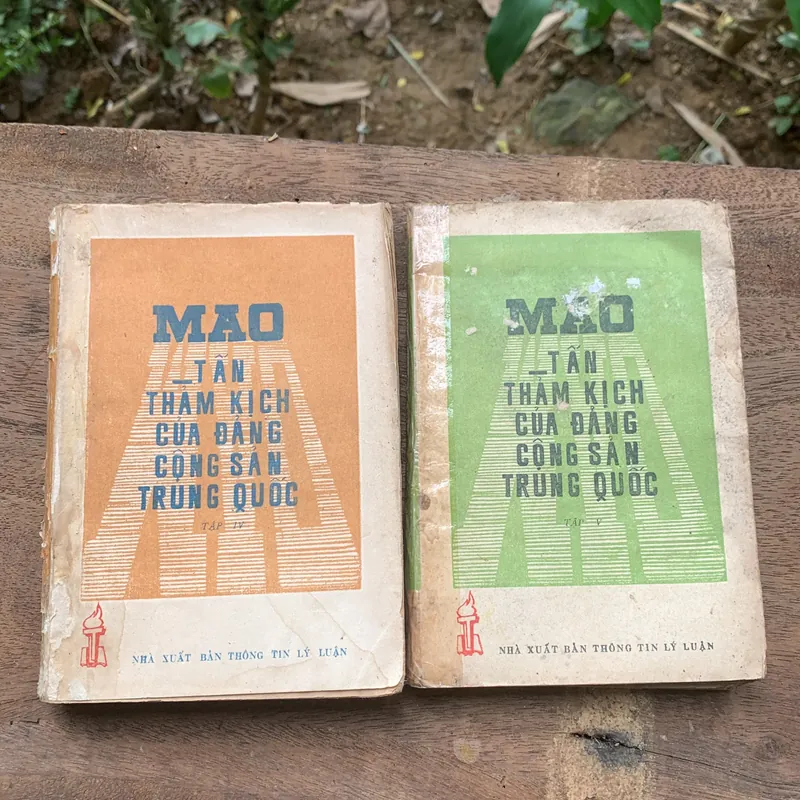 MAO
_TẤN
THẢM KỊCH
CỦA ĐẢNG
CỘNG SẢN
TRUNG QUỐC
TẬP IV
NHÀ XUẤT BẢN THÔNG TIN LÝ LUẬN
MAO
_TẤN
THẢM KỊCH
CỦA ĐẢNG
CỘNG SẢN
TRUNG QUỐC
TẬP V
NHÀ XUẤT BẢN THÔNG TIN LÝ LUẬN